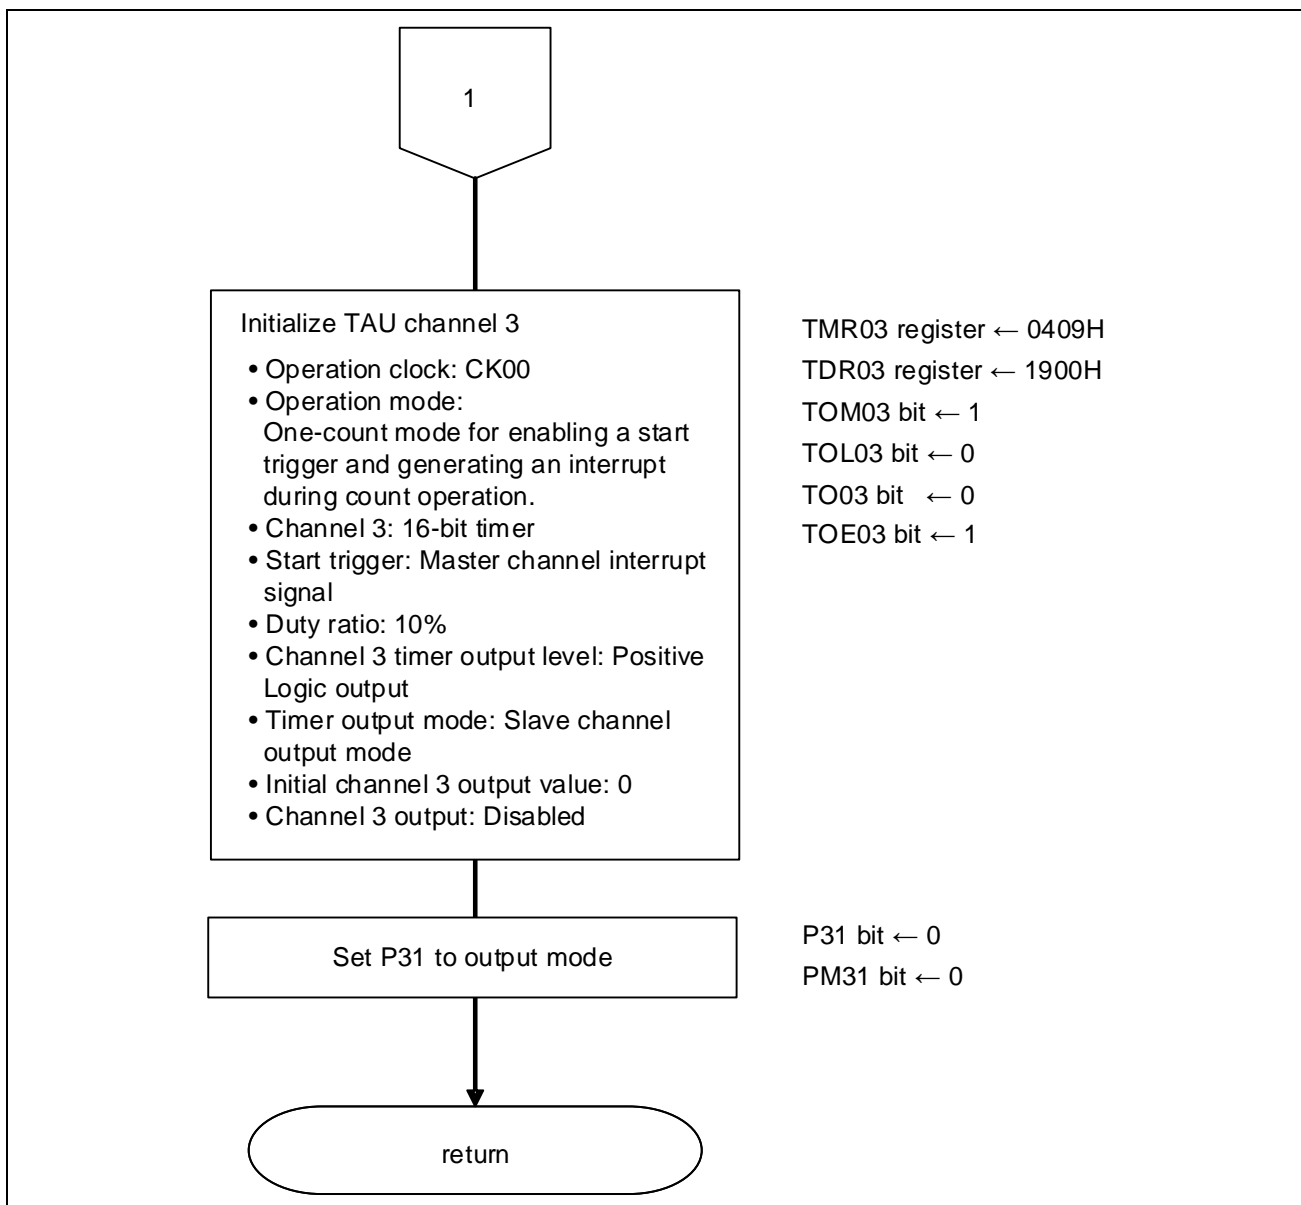 1
Initialize TAU channel 3
• Operation clock: CK00
• Operation mode:
One-count mode for enabling a start
trigger and generating an interrupt
during count operation.
• Channel 3: 16-bit timer
• Start trigger: Master channel interrupt
signal
• Duty ratio: 10%
• Channel 3 timer output level: Positive
Logic output
• Timer output mode: Slave channel
output mode
• Initial channel 3 output value: 0
• Channel 3 output: Disabled
TMR03 register ← 0409H
TDR03 register ← 1900H
TOM03 bit ← 1
TOL03 bit ← 0
TO03 bit ← 0
TOE03 bit ← 1
Set P31 to output mode
P31 bit ← 0
PM31 bit ← 0
return